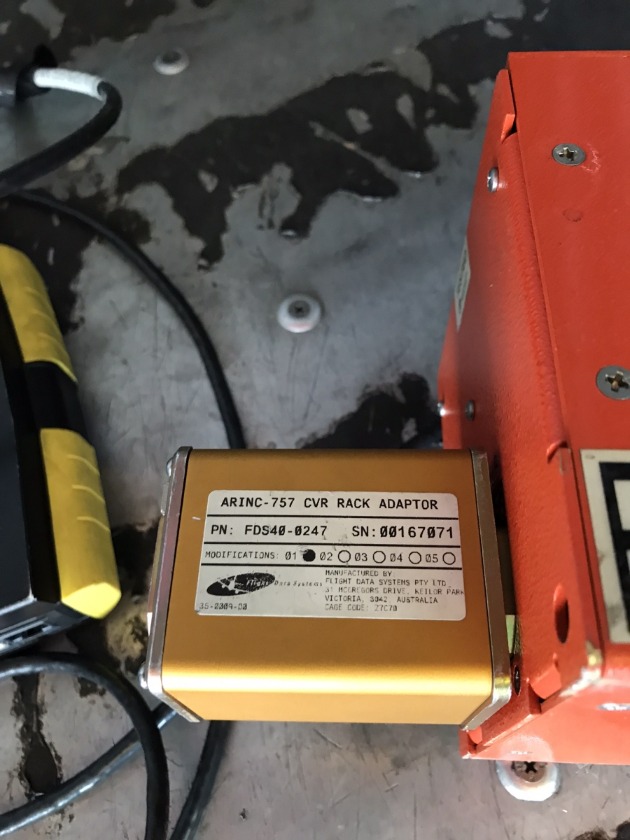 ARINC-757 CVR RACK ADAPTOR
PN: FDS40-0247 SN:00167071
MODIFICATIONS: 01 02 03 04 05
Flight Data Systems
MANUFACTURED BY:
FLIGHT DATA SYSTEMS PTY LTD
31 MCGREGORS DRIVE, KEILOR PARK
VICTORIA, 3042, AUSTRALIA
CAGE CODE: Z7C70